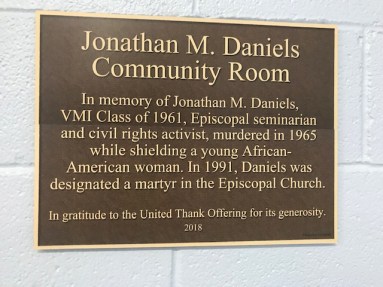 Jonathan M. Daniels
Community Room
In memory of Jonathan M. Daniels,
VMI Class of 1961, Episcopal seminarian
and civil rights activist, murdered in 1965
while shielding a young African-
American woman. In 1991, Daniels was
designated a martyr in the Episcopal Church.
In gratitude to the United Thank Offering for its generosity.
2018